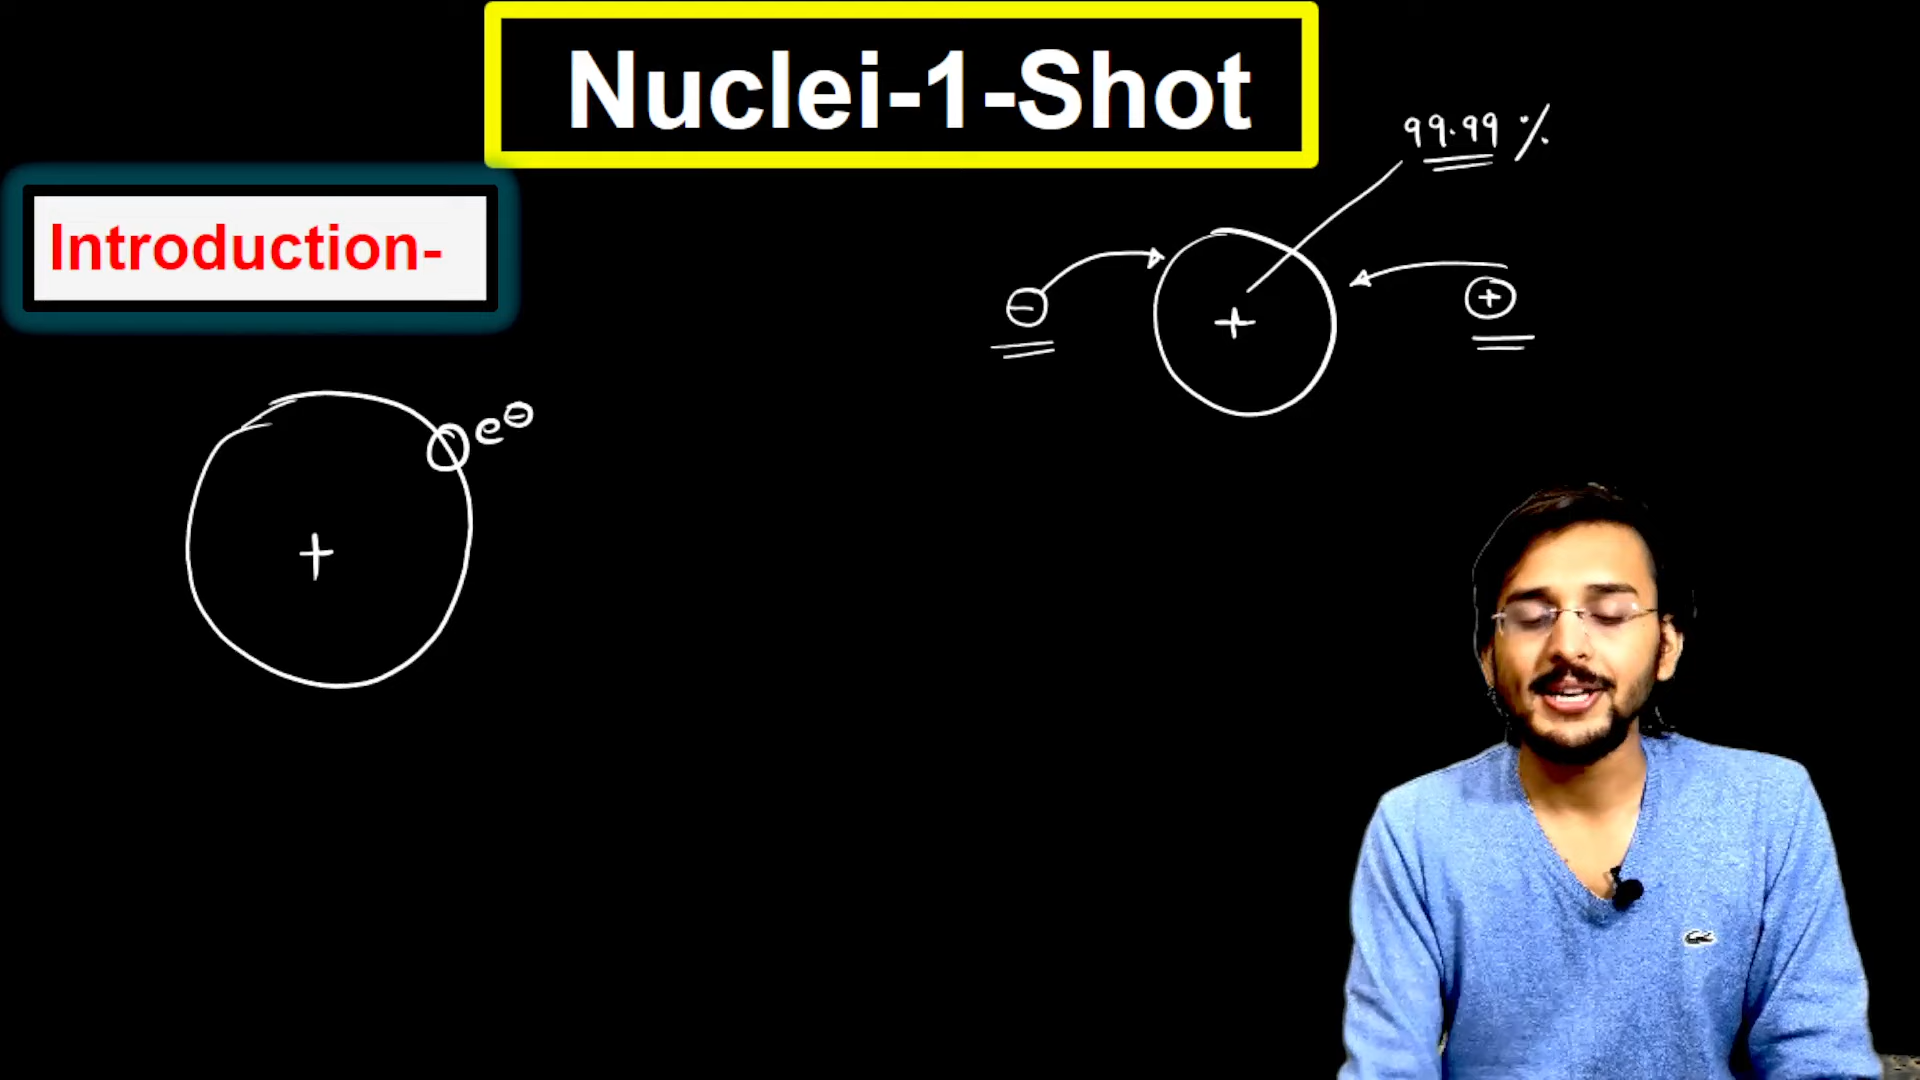 Nuclei-1-Shot
99.99 %
Introduction-
- + +
e-
+